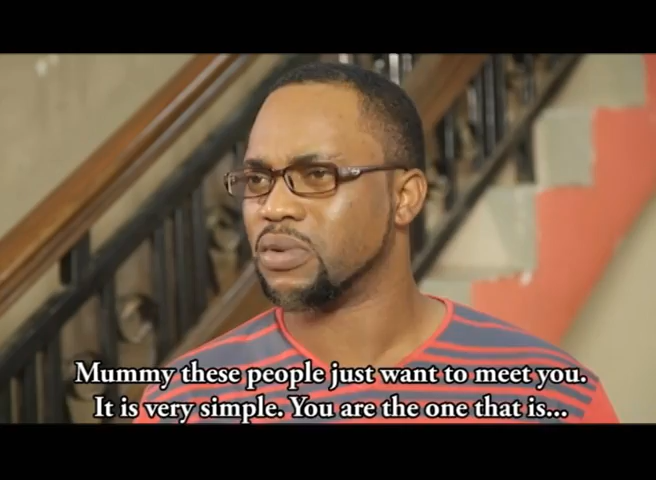 Mummy these people just want to meet you.
It is very simple. You are the one that is...